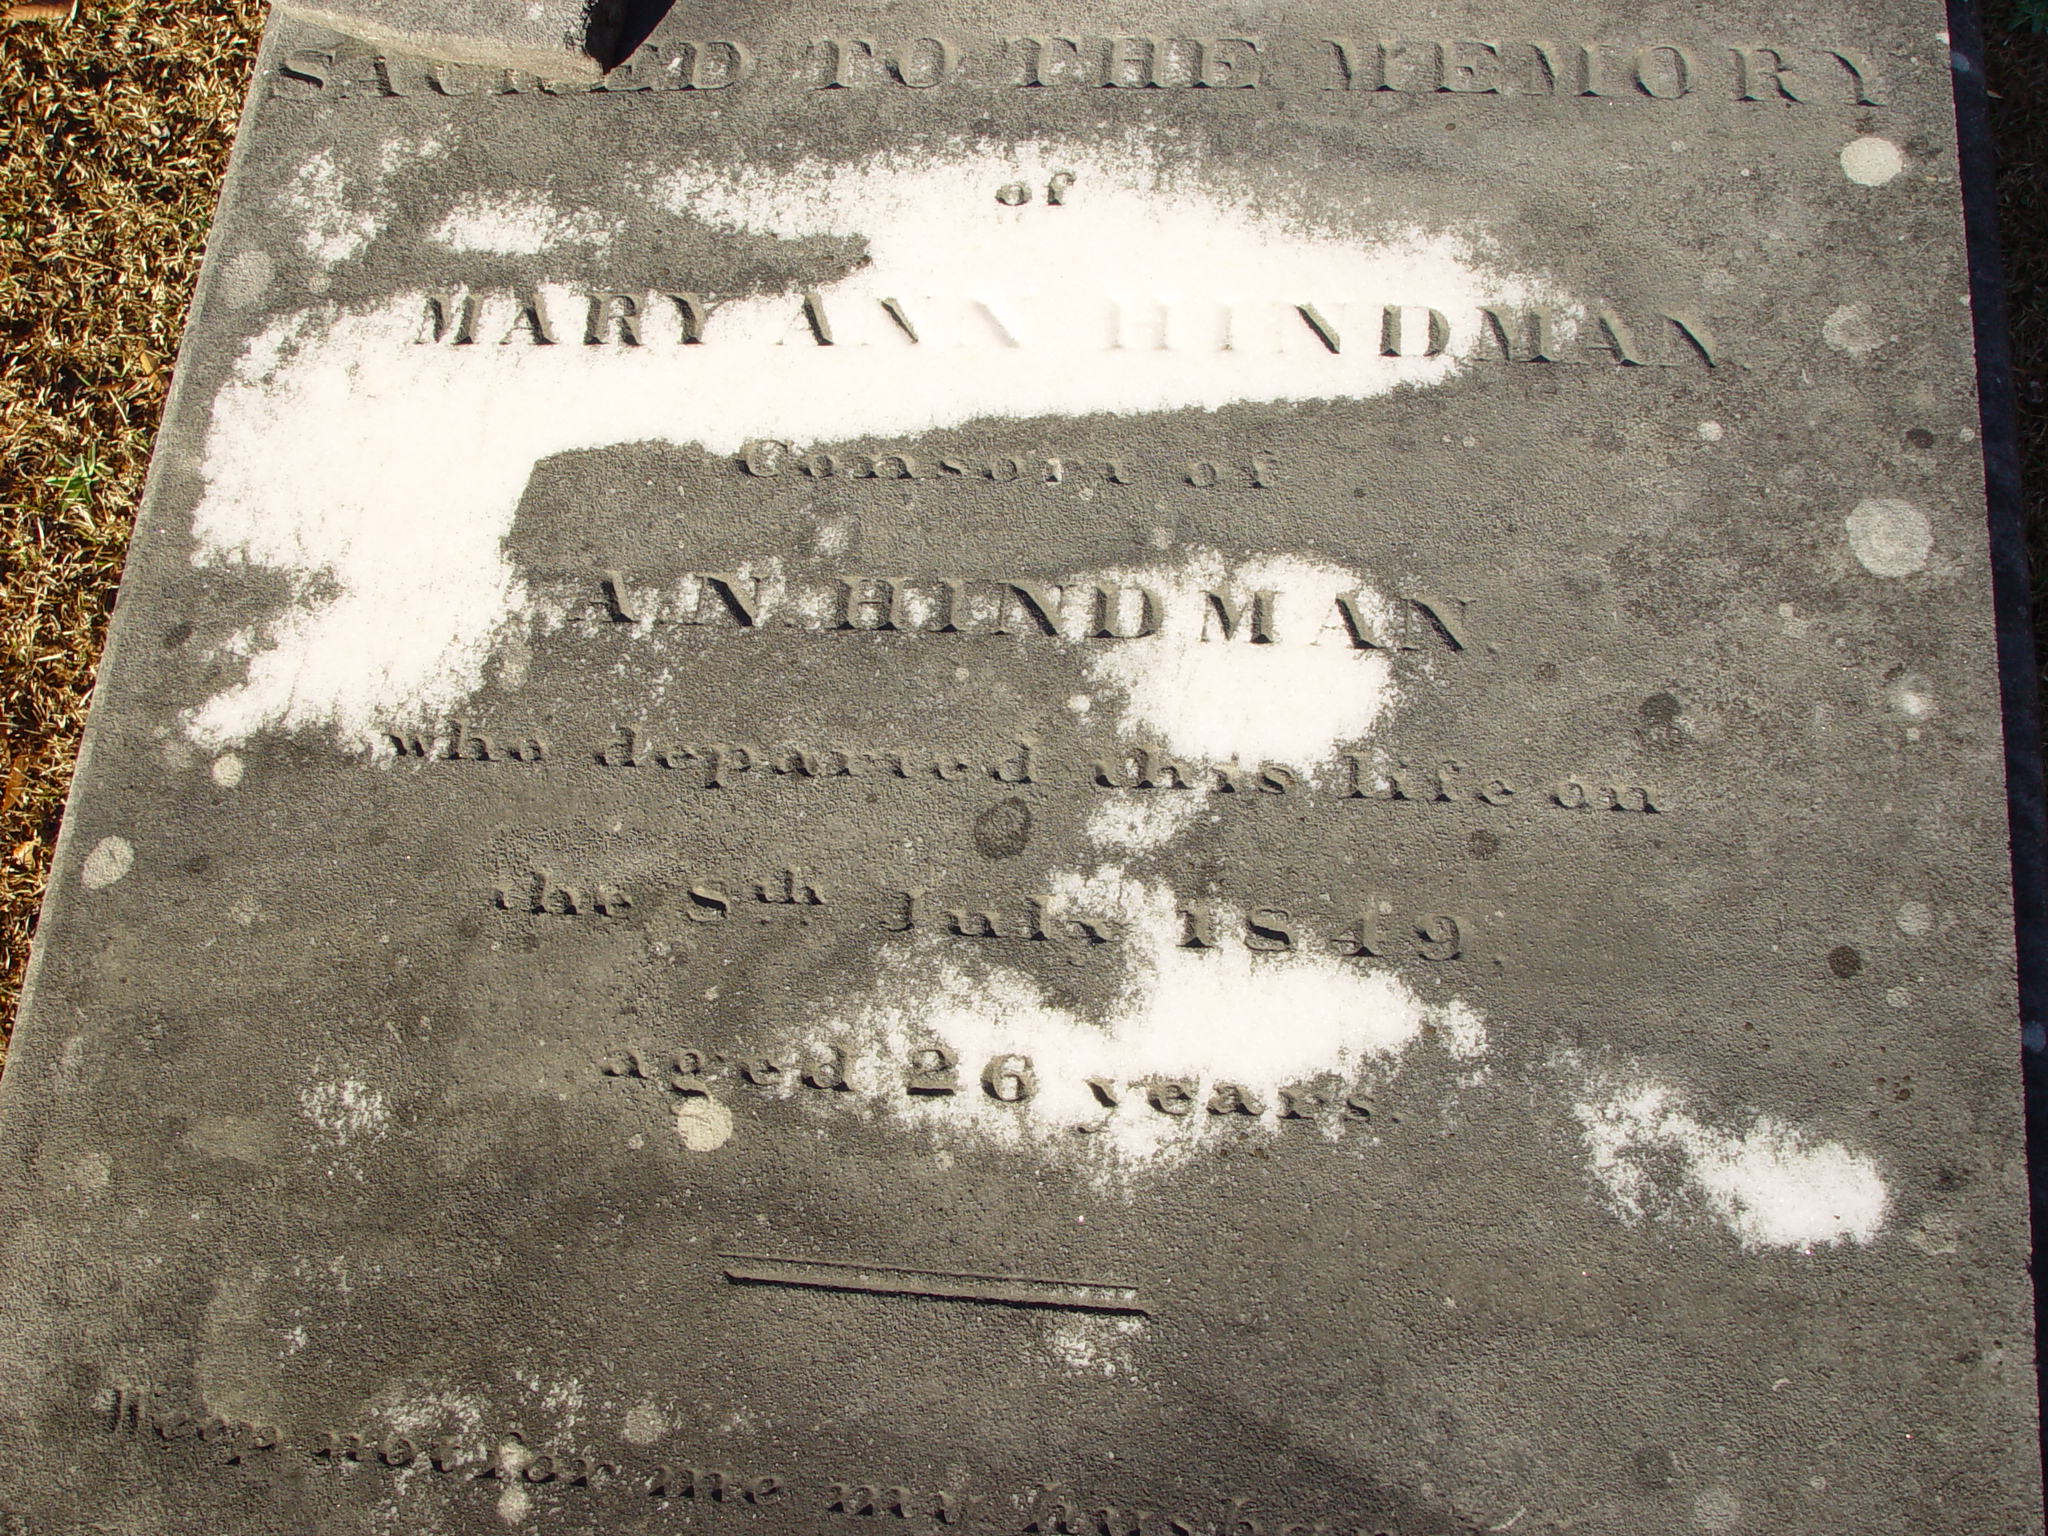 SACRED TO THE MEMORY
of
MARY ANN HINDMAN.
Consort of
A.N. HINDMAN.
who departed this life on
the 8th. July 1849.
aged 26 years.
Weep not for me my